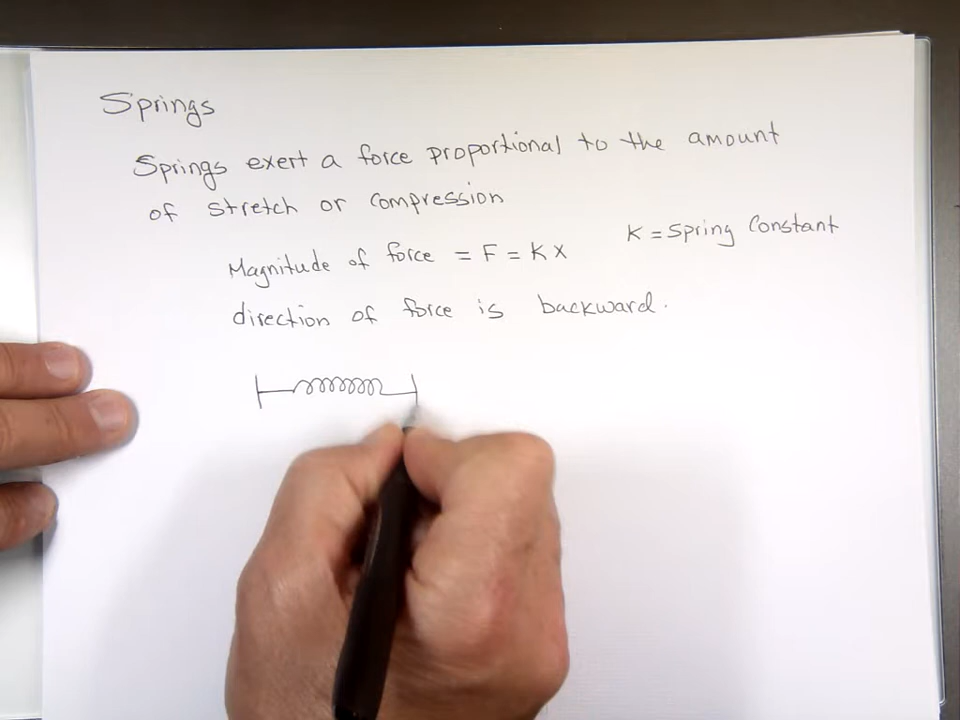 Springs
Springs exert a force proportional to the amount
of stretch or compression
Magnitude of force = F = K x
K = Spring Constant
direction of force is backward.